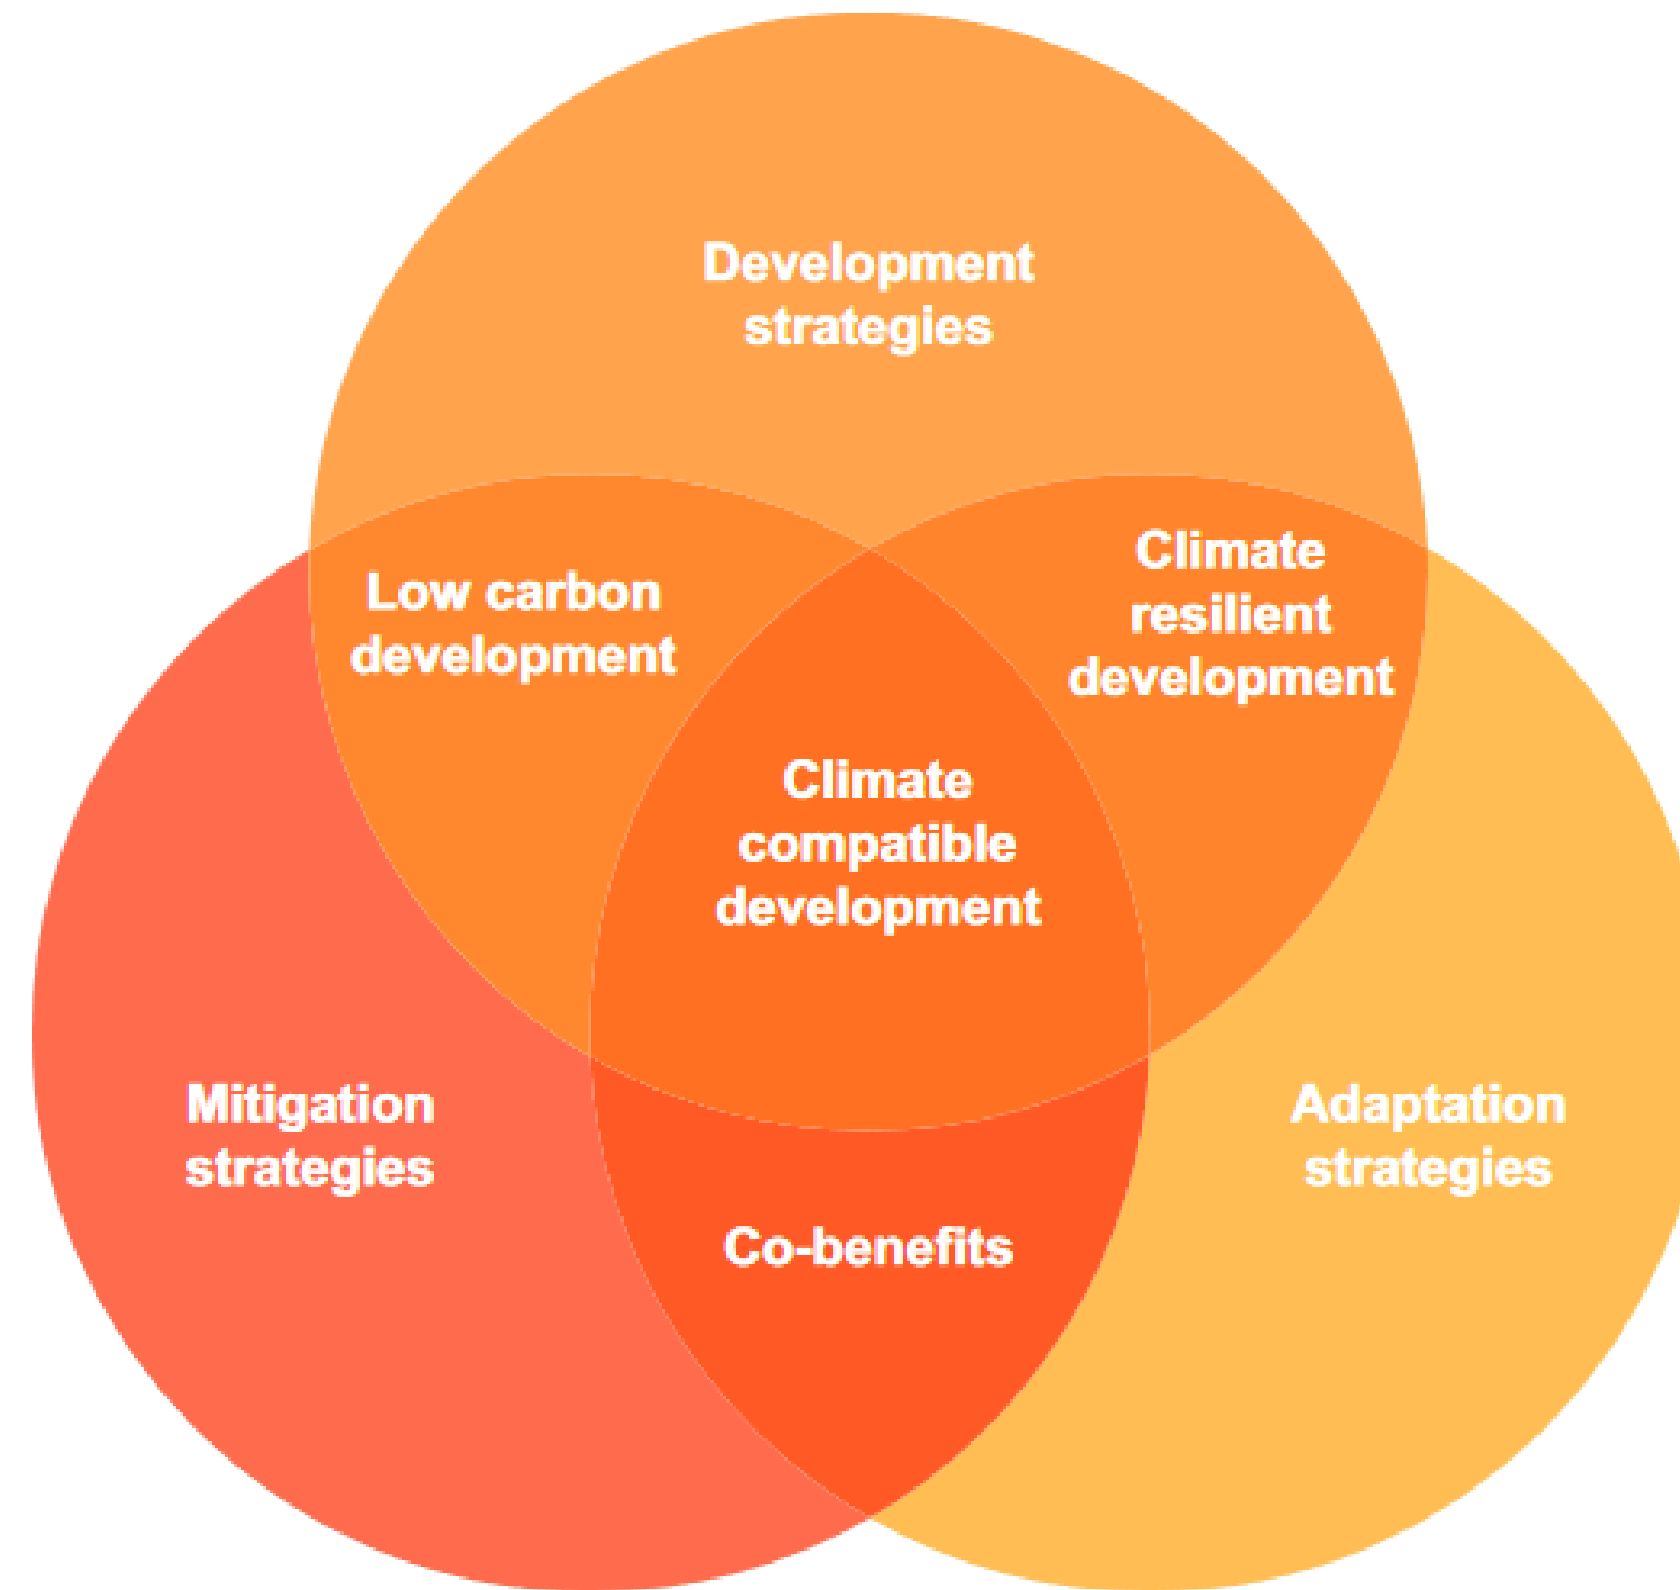 Development
strategies
Low carbon
development
Climate
resilient
development
Climate
compatible
development
Mitigation
strategies
Adaptation
strategies
Co-benefits